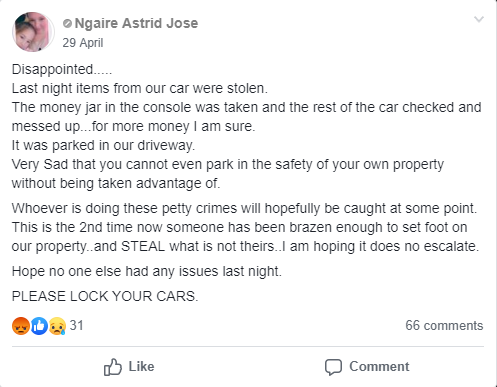 Ngaire Astrid Jose
29 April
Disappointed.....
Last night items from our car were stolen.
The money jar in the console was taken and the rest of the car checked and
messed up...for more money I am sure.
It was parked in our driveway.
Very Sad that you cannot even park in the safety of your own property
without being taken advantage of.
Whoever is doing these petty crimes will hopefully be caught at some point.
This is the 2nd time now someone has been brazen enough to set foot on
our property..and STEAL what is not theirs..I am hoping it does no escalate.
Hope no one else had any issues last night.
PLEASE LOCK YOUR CARS.
31 66 comments
Like Comment